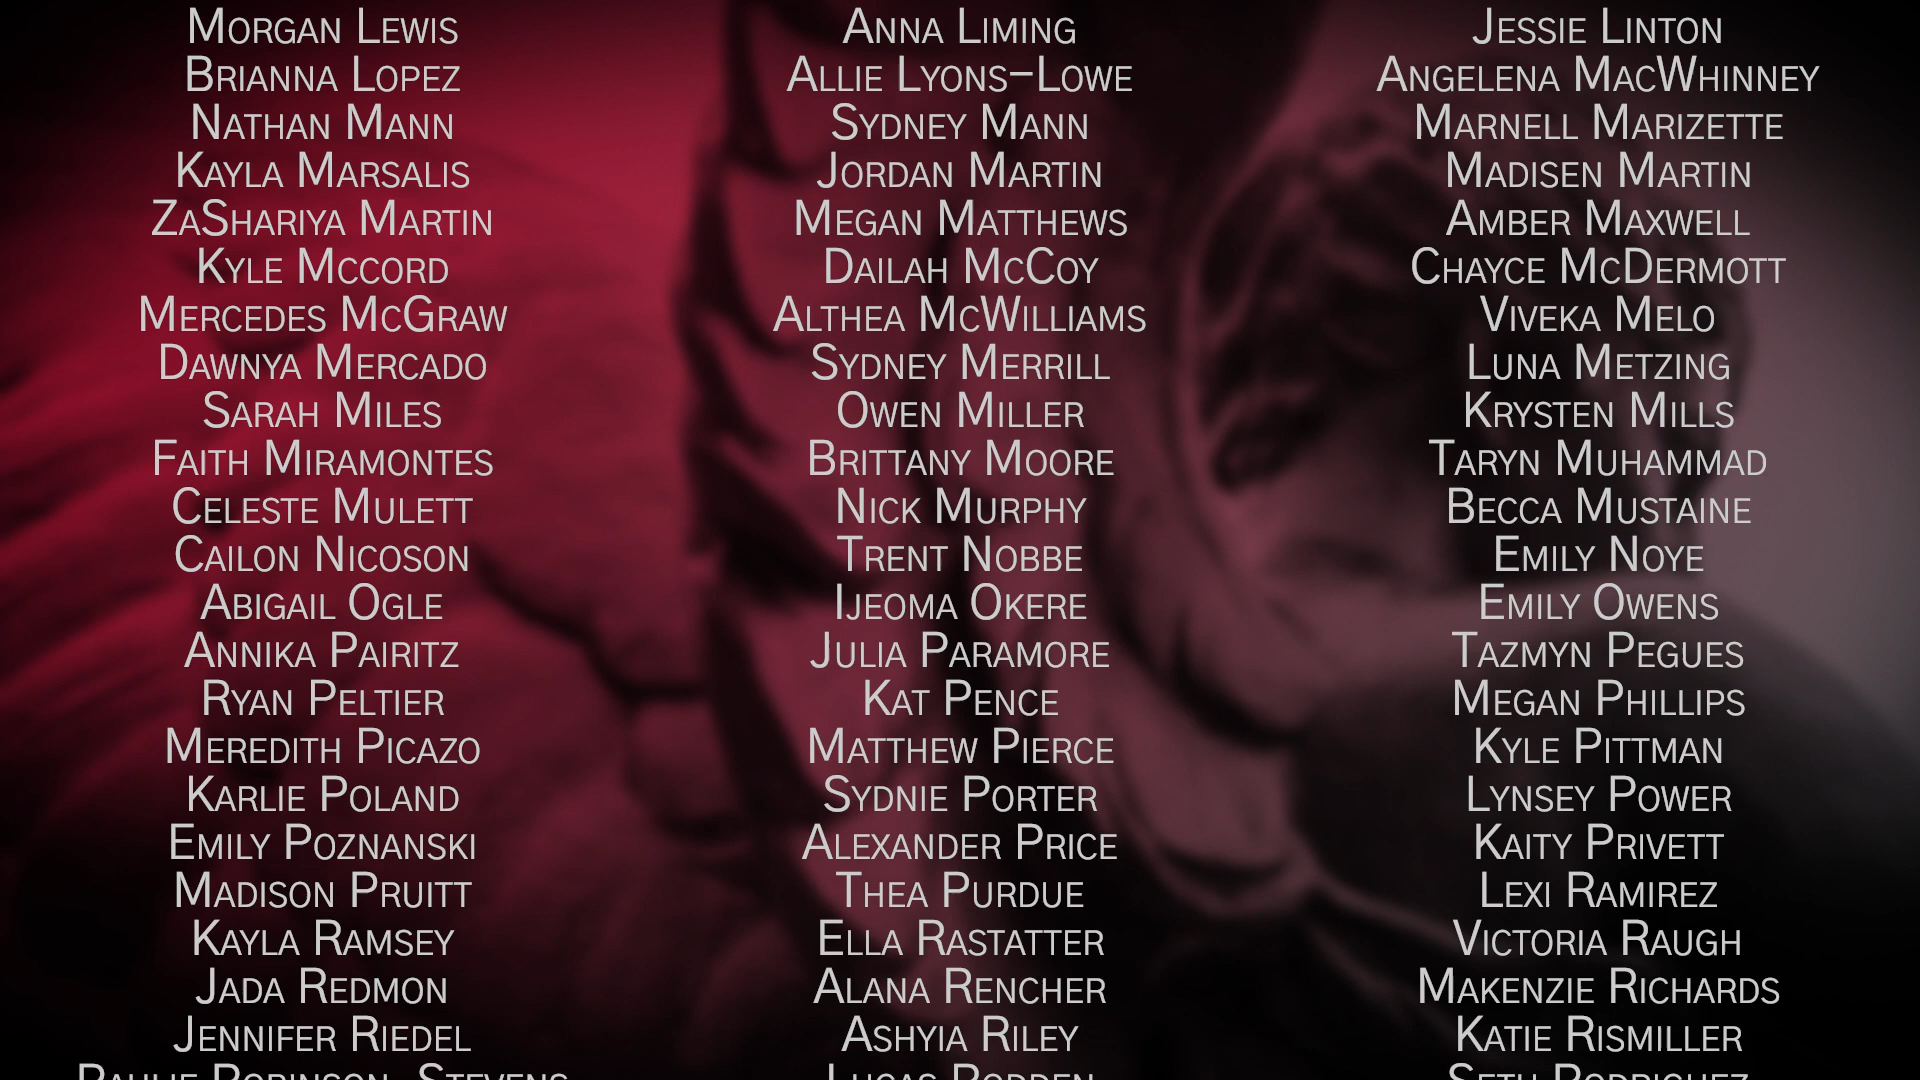 Morgan Lewis Anna Liming Jessie Linton
Brianna Lopez Allie Lyons-Lowe Angelena MacWhinney
Nathan Mann Sydney Mann Marnell Marizette
Kayla Marsalis Jordan Martin Madisen Martin
ZaShariya Martin Megan Matthews Amber Maxwell
Kyle Mccord Dailah McCoy Chayce McDermott
Mercedes McGraw Althea McWilliams Viveka Melo
Dawnya Mercado Sydney Merrill Luna Metzing
Sarah Miles Owen Miller Krysten Mills
Faith Miramontes Brittany Moore Taryn Muhammad
Celeste Mulett Nick Murphy Becca Mustaine
Cailon Nicoson Trent Nobbe Emily Noye
Abigail Ogle Ijeoma Okere Emily Owens
Annika Pairitz Julia Paramore Tazmyn Pegues
Ryan Peltier Kat Pence Megan Phillips
Meredith Picazo Matthew Pierce Kyle Pittman
Karlie Poland Sydnie Porter Lynsey Power
Emily Poznanski Alexander Price Kaity Privett
Madison Pruitt Thea Purdue Lexi Ramirez
Kayla Ramsey Ella Rastatter Victoria Raugh
Jada Redmon Alana Rencher Makenzie Richards
Jennifer Riedel Ashyia Riley Katie Rismiller
Robinson-Stevens Lucas Rodden Seth Rodriguez